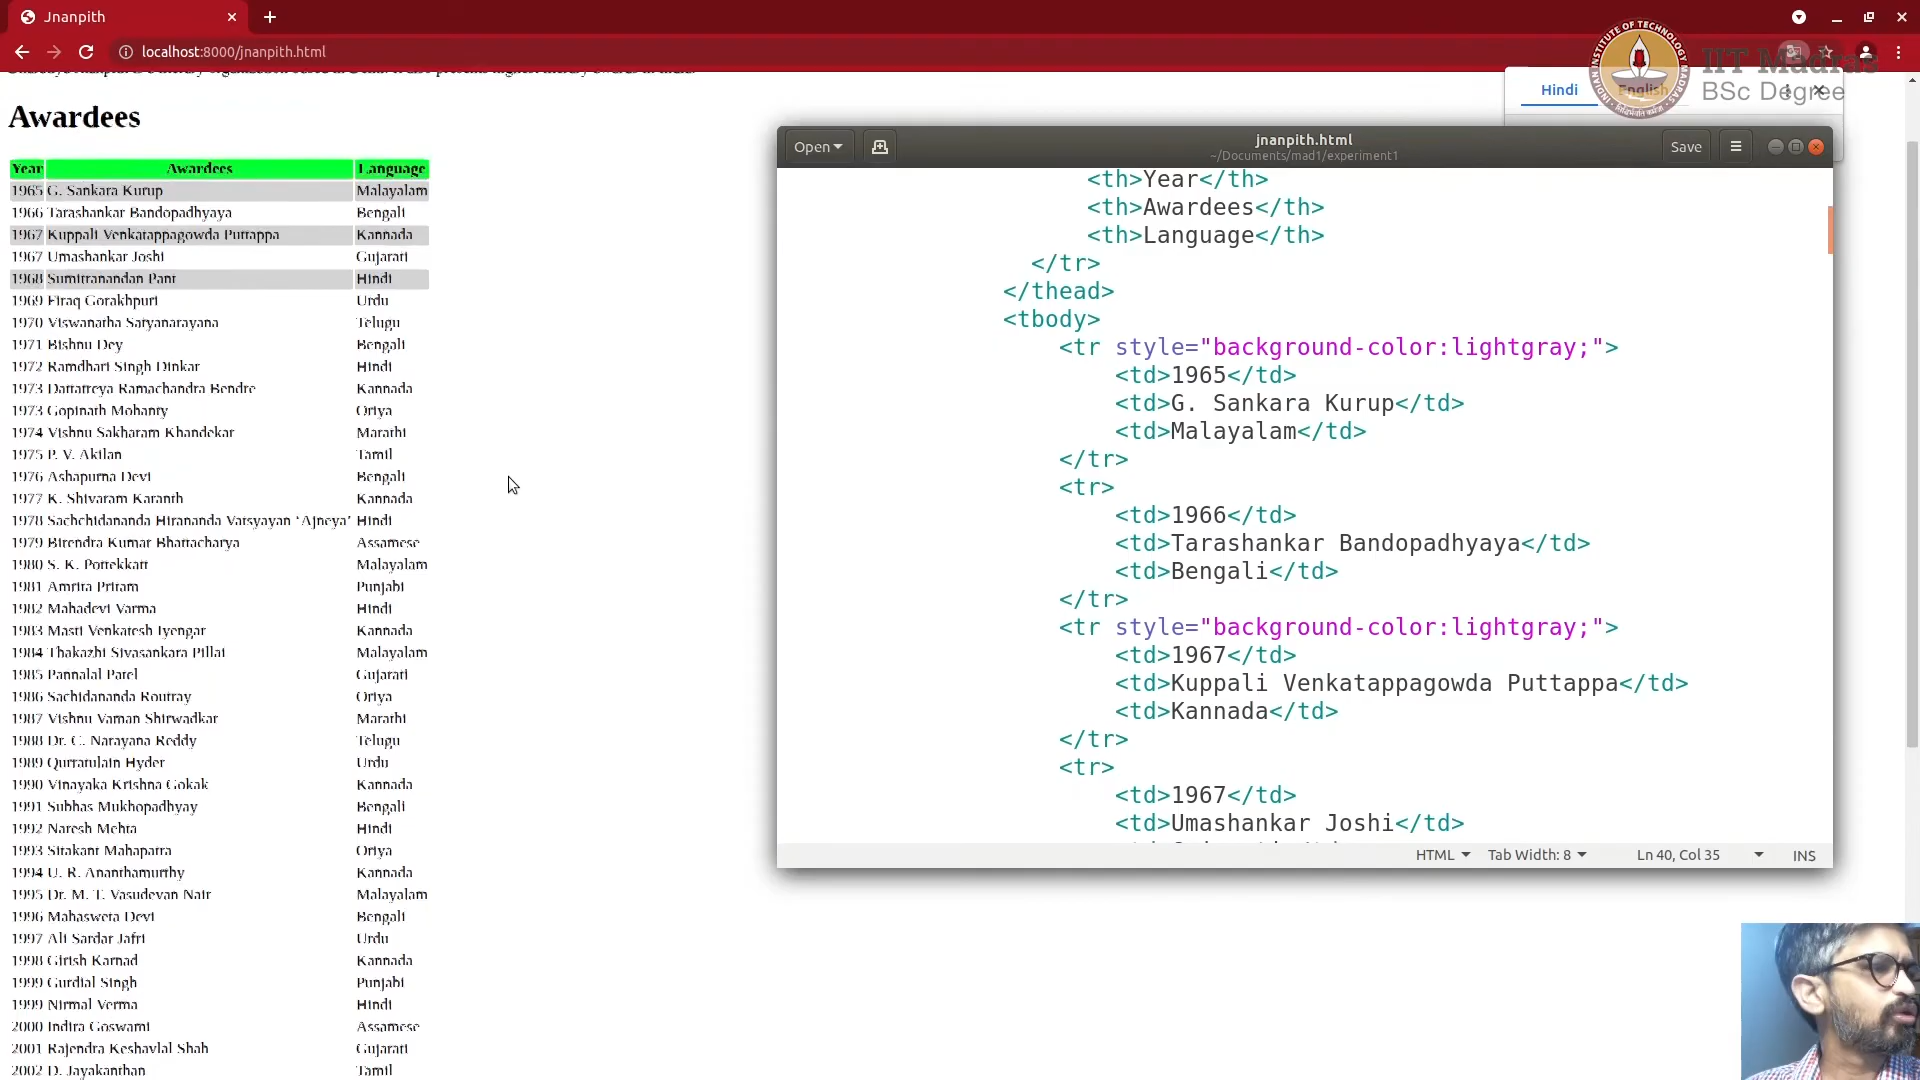 Jnanpith
localhost:8000/jnanpith.html
IIT Madras
BSc Degree
Hindi
English
Awardees
Year Awardees Language
1965 G. Sankara Kurup Malayalam
1966 Tarashankar Bandopadhyaya Bengali
1967 Kuppali Venkatappagowda Puttappa Kannada
1967 Umashankar Joshi Gujarati
1968 Sumitranandan Pant Hindi
1969 Firaq Gorakhpuri Urdu
1970 Viswanatha Satyanarayana Telugu
1971 Bishnu Dey Bengali
1972 Ramdhari Singh Dinkar Hindi
1973 Dattatreya Ramachandra Bendre Kannada
1973 Gopinath Mohanty Oriya
1974 Vishnu Sakharam Khandekar Marathi
1975 P. V. Akilan Tamil
1976 Ashapurna Devi Bengali
1977 K. Shivaram Karanth Kannada
1978 Sachchidananda Hirananda Vatsyayan ‘Ajneya’ Hindi
1979 Birendra Kumar Bhattacharya Assamese
1980 S. K. Pottekkatt Malayalam
1981 Amrita Pritam Punjabi
1982 Mahadevi Varma Hindi
1983 Masti Venkatesh Iyengar Kannada
1984 Thakazhi Sivasankara Pillai Malayalam
1985 Pannalal Patel Gujarati
1986 Sachidananda Routray Oriya
1987 Vishnu Vaman Shirwadkar Marathi
1988 Dr. C. Narayana Reddy Telugu
1989 Qurratulain Hyder Urdu
1990 Vinayaka Krishna Gokak Kannada
1991 Subhas Mukhopadhyay Bengali
1992 Naresh Mehta Hindi
1993 Sitakant Mahapatra Oriya
1994 U. R. Ananthamurthy Kannada
1995 Dr. M. T. Vasudevan Nair Malayalam
1996 Mahasweta Devi Bengali
1997 Ali Sardar Jafri Urdu
1998 Girish Karnad Kannada
1999 Gurdial Singh Punjabi
1999 Nirmal Verma Hindi
2000 Indira Goswami Assamese
2001 Rajendra Keshavlal Shah Gujarati
2002 D. Jayakanthan Tamil
Open
jnanpith.html
~/Documents/mad1/experiment1
Save
<th>Year</th>
<th>Awardees</th>
<th>Language</th>
</tr>
</thead>
<tbody>
<tr style="background-color:lightgray;">
<td>1965</td>
<td>G. Sankara Kurup</td>
<td>Malayalam</td>
</tr>
<tr>
<td>1966</td>
<td>Tarashankar Bandopadhyaya</td>
<td>Bengali</td>
</tr>
<tr style="background-color:lightgray;">
<td>1967</td>
<td>Kuppali Venkatappagowda Puttappa</td>
<td>Kannada</td>
</tr>
<tr>
<td>1967</td>
<td>Umashankar Joshi</td>
HTML Tab Width: 8 Ln 40, Col 35 INS